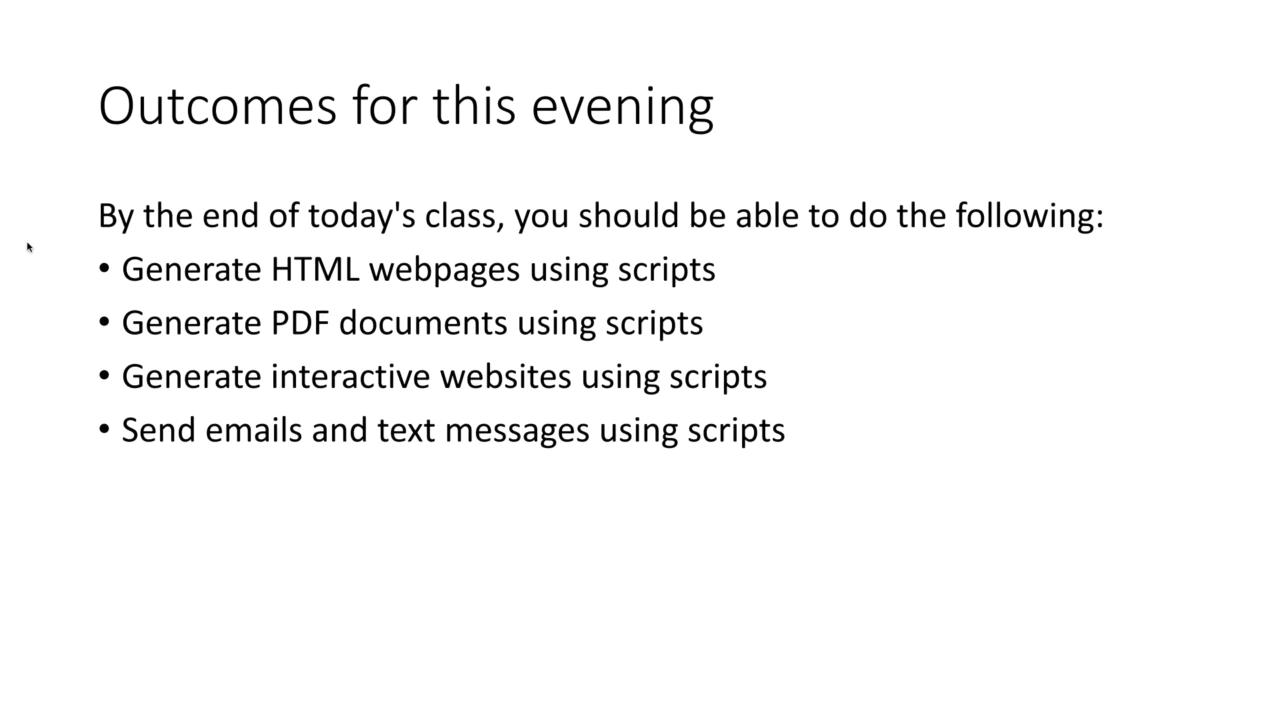 Outcomes for this evening
By the end of today's class, you should be able to do the following:
• Generate HTML webpages using scripts
• Generate PDF documents using scripts
• Generate interactive websites using scripts
• Send emails and text messages using scripts